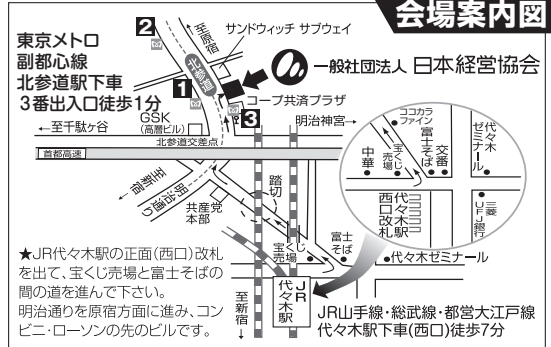 会場案内図
東京メトロ
副都心線
北参道駅下車
3番出入口徒歩1分
2
至原宿
サンドウィッチ サブウェイ
北参道
一般社団法人 日本経営協会
1
3
コープ共済プラザ
GSK
(高層ビル)
←至千駄ヶ谷
明治神宮→
北参道交差点
首都高速
至新宿
明治通り
共産党
本部
踏切
ココカラ
ファイン
中華
宝くじ
売場
富士そば
交番
代々木
ゼミナール
代々木駅
西口改札
三菱
UFJ銀行
宝くじ
売場
富士
そば
代々木ゼミナール
JR
代々木駅
至新宿
★JR代々木駅の正面(西口)改札
を出て、宝くじ売場と富士そばの
間の道を進んで下さい。
明治通りを原宿方面に進み、コン
ビニ・ローソンの先のビルです。
JR山手線・総武線・都営大江戸線
代々木駅下車(西口)徒歩7分